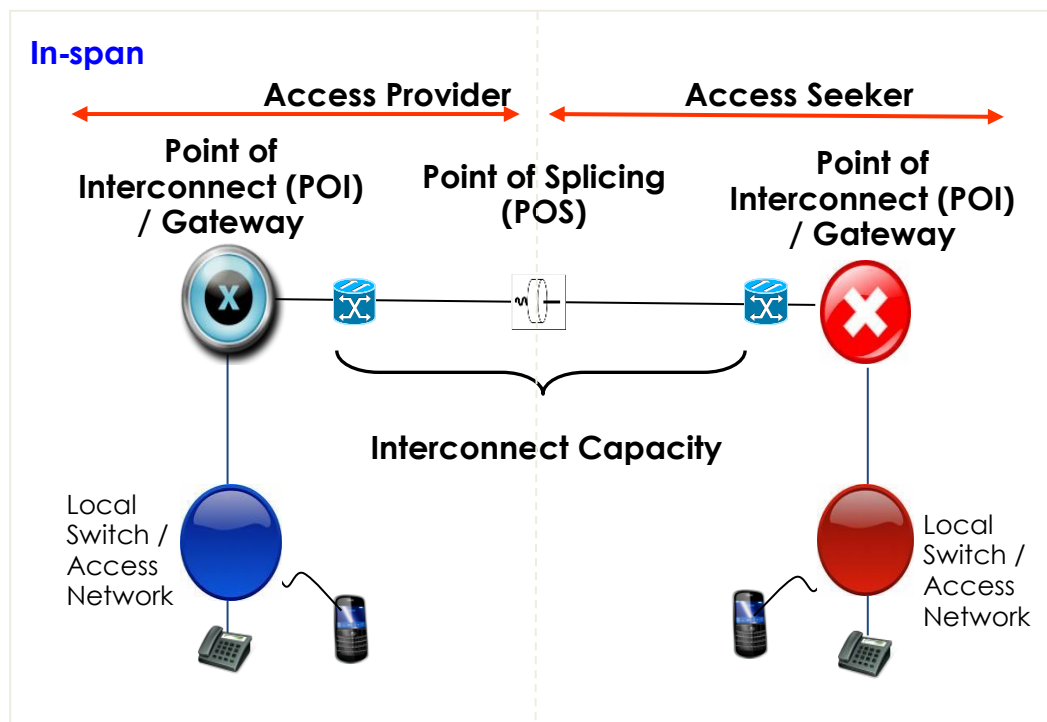 In-span
Access Provider
Access Seeker
Point of
Interconnect (POI)
/ Gateway
Point of Splicing
(POS)
Point of
Interconnect (POI)
/ Gateway
X
Interconnect Capacity
Local
Switch /
Access
Network
Local
Switch /
Access
Network